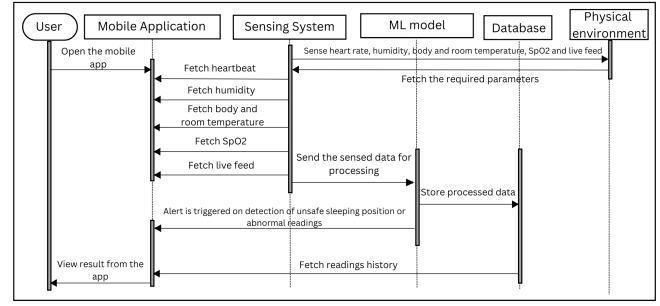 User
Mobile Application
Sensing System
ML model
Database
Physical
environment
Open the mobile
app
Sense heart rate, humidity, body and room temperature, SpO2 and live feed
Fetch heartbeat
Fetch the required parameters
Fetch humidity
Fetch body and
room temperature
Fetch SpO2
Fetch live feed
Send the sensed data for
processing
Store processed data
Alert is triggered on detection of unsafe sleeping position or
abnormal readings
View result from the
app
Fetch readings history